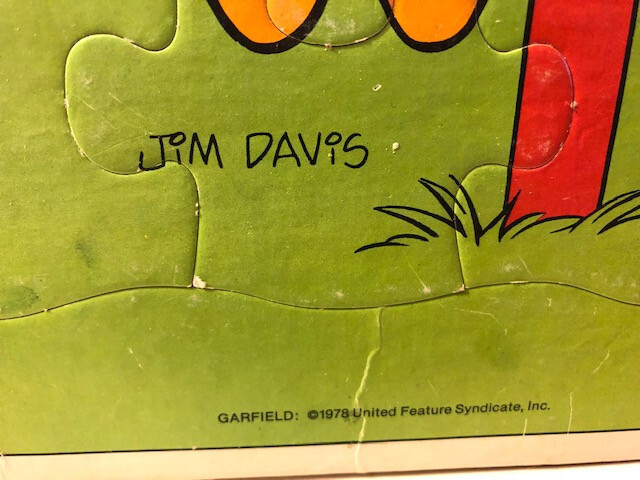 JiM DAViS
GARFIELD: ©1978 United Feature Syndicate, Inc.